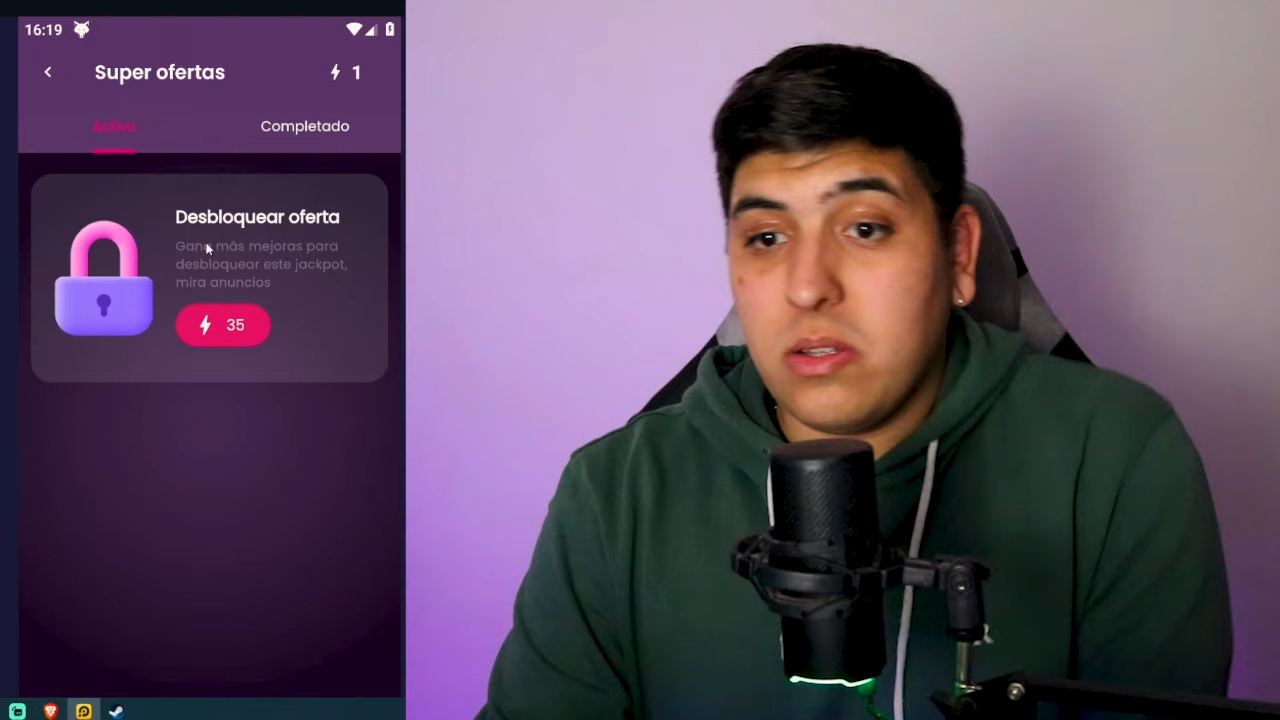 16:19
Super ofertas
1
Activo
Completado
Desbloquear oferta
Gana más mejoras para
desbloquear este jackpot,
mira anuncios
35